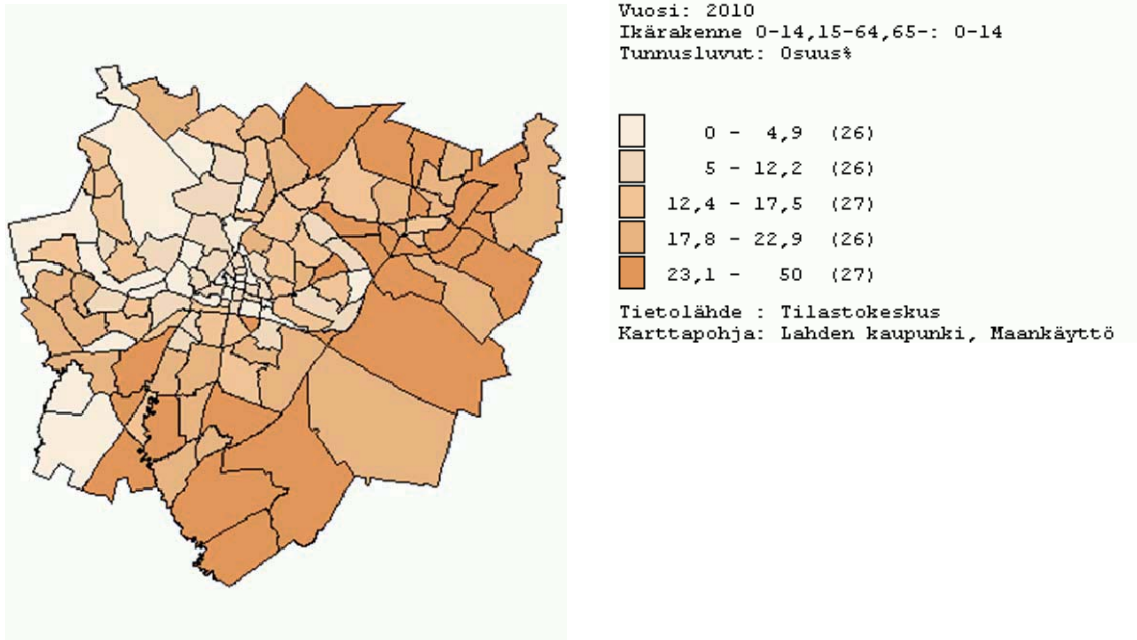 Vuosi: 2010
Ikärakenne 0-14,15-64,65-: 0-14
Tunnusluvut: Osuus%
0 - 4,9 (26)
5 - 12,2 (26)
12,4 - 17,5 (27)
17,8 - 22,9 (26)
23,1 - 50 (27)
Tietolähde : Tilastokeskus
Karttapohja: Lahden kaupunki, Maankäyttö